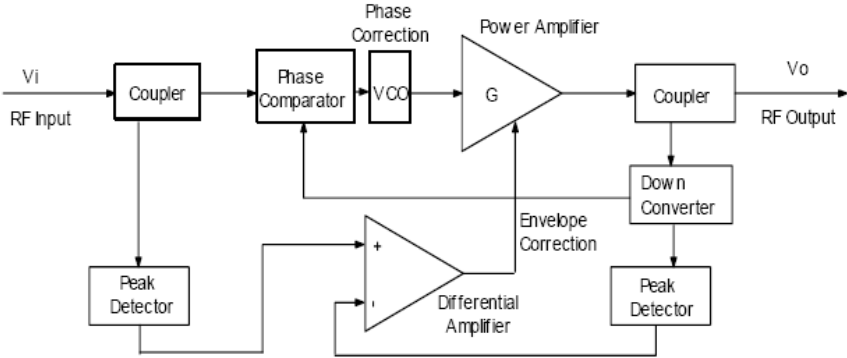 Phase
Correction
Power Amplifier
Vi
RF Input
Coupler
Phase
Comparator
VCO
G
Coupler
Vo
RF Output
Down
Converter
Envelope
Correction
Peak
Detector
+
-
Differential
Amplifier
Peak
Detector